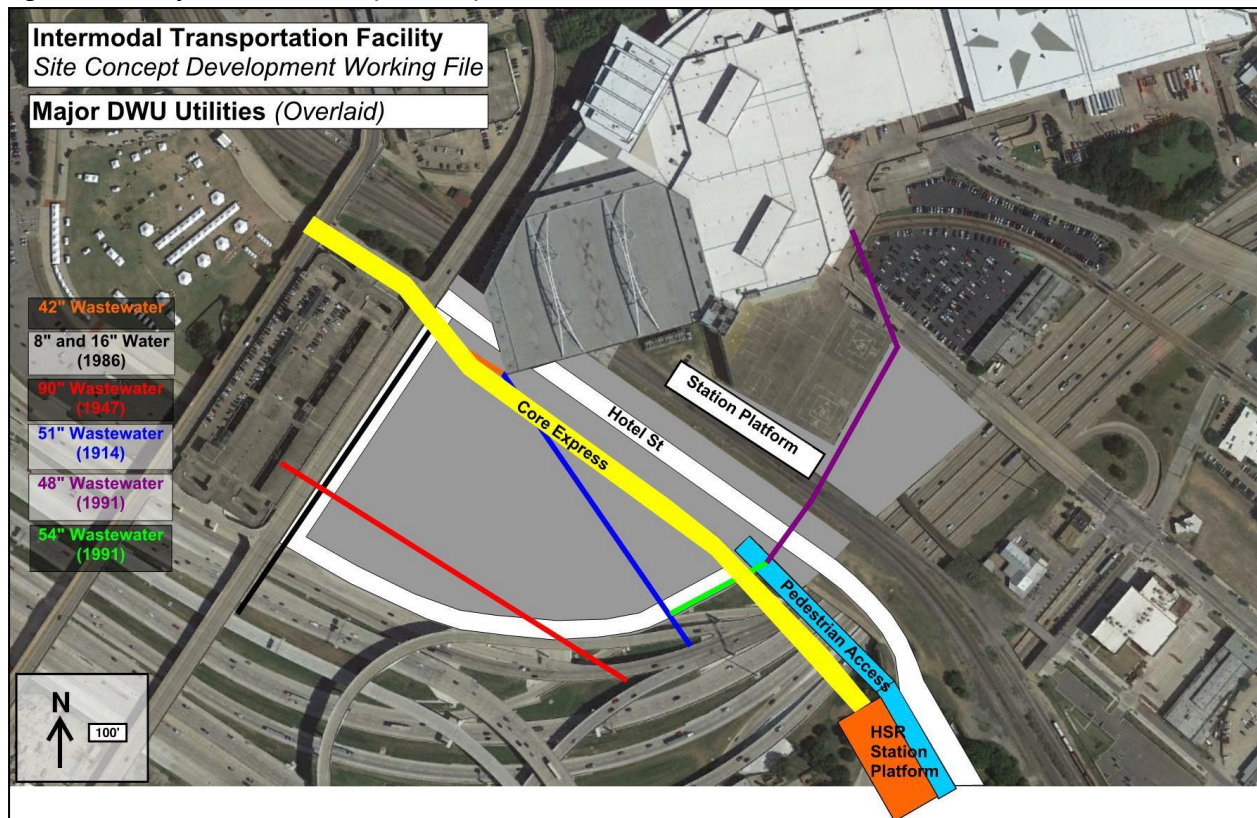 Intermodal Transportation Facility
Site Concept Development Working File
Major DWU Utilities (Overlaid)
42" Wastewater
8" and 16" Water
(1986)
90" Wastewater
(1947)
51" Wastewater
(1914)
48" Wastewater
(1991)
54" Wastewater
(1991)
Station Platform
Hotel St
Core Express
Pedestrian Access
HSR
Station
Platform
N
100'